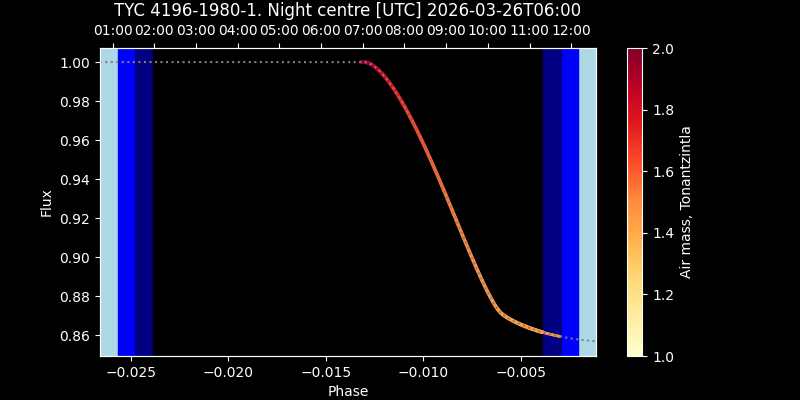 TYC 4196-1980-1. Night centre [UTC] 2026-03-26T06:00
01:00 02:00 03:00 04:00 05:00 06:00 07:00 08:00 09:00 10:00 11:00 12:00
1.00
0.98
0.96
0.94
0.92
0.90
0.88
0.86
Flux
−0.025 −0.020 −0.015 −0.010 −0.005
Phase
2.0
1.8
1.6
1.4
1.2
1.0
Air mass, Tonantzintla